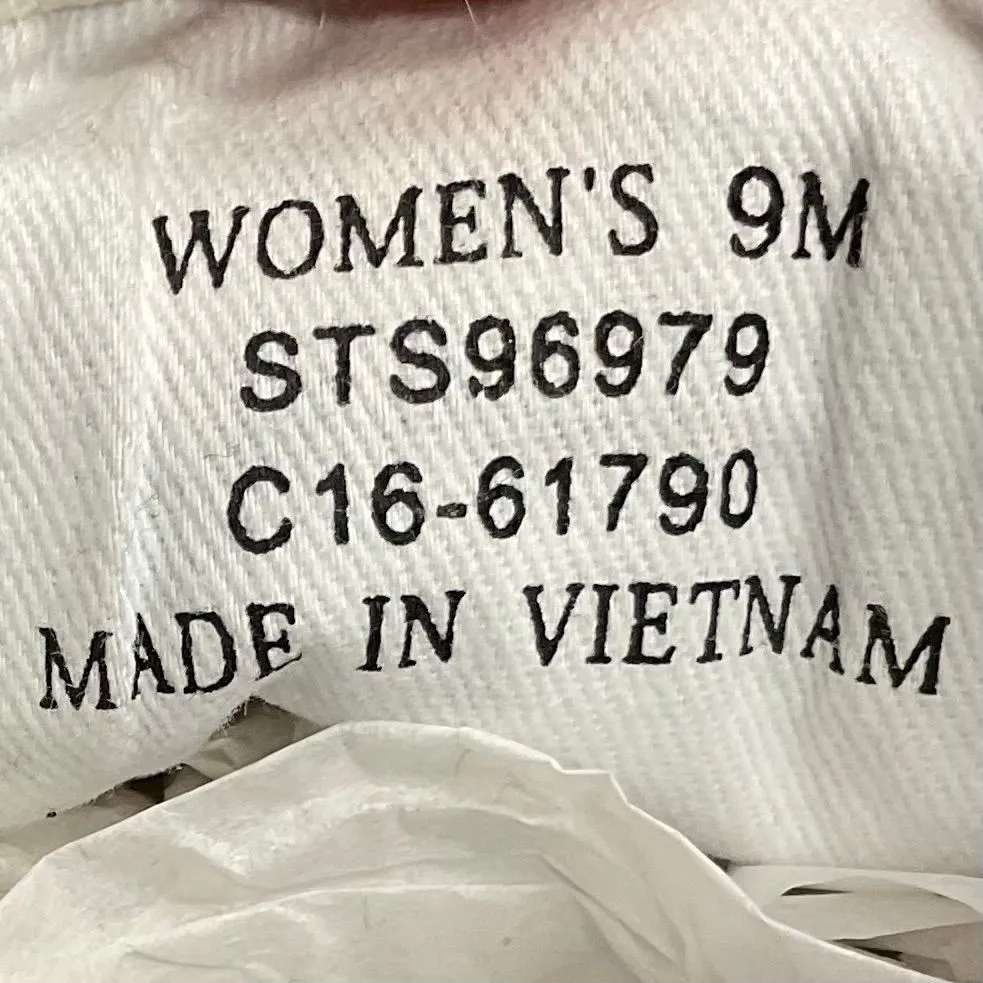 WOMEN'S 9M
STS96979
C16-61790
MADE IN VIETNAM